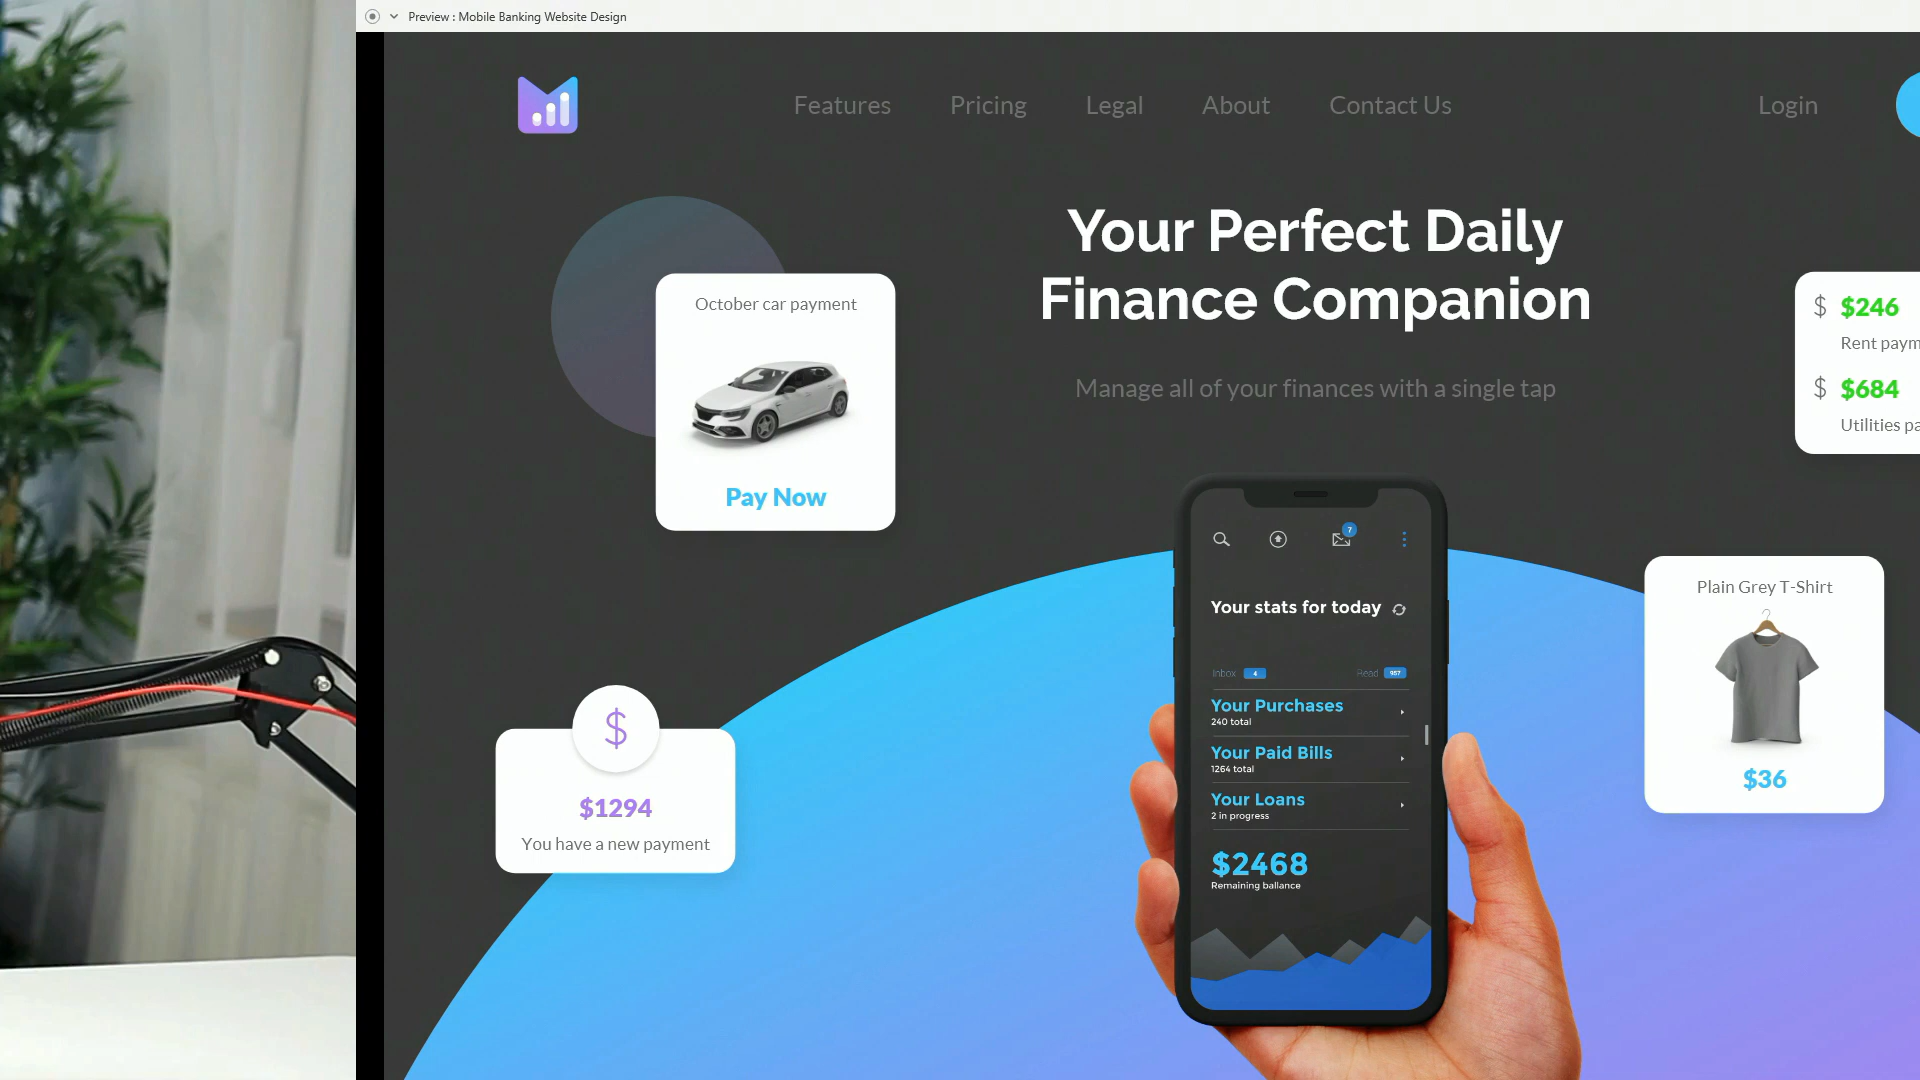 Preview : Mobile Banking Website Design
Features
Pricing
Legal
About
Contact Us
Login
Your Perfect Daily
Finance Companion
Manage all of your finances with a single tap
October car payment
Pay Now
$ $246
Rent paym
$ $684
Utilities pa
7
Your stats for today
Inbox 4
Read 957
Your Purchases
240 total
Your Paid Bills
1264 total
Your Loans
2 in progress
$2468
Remaining ballance
Plain Grey T-Shirt
$36
$
$1294
You have a new payment